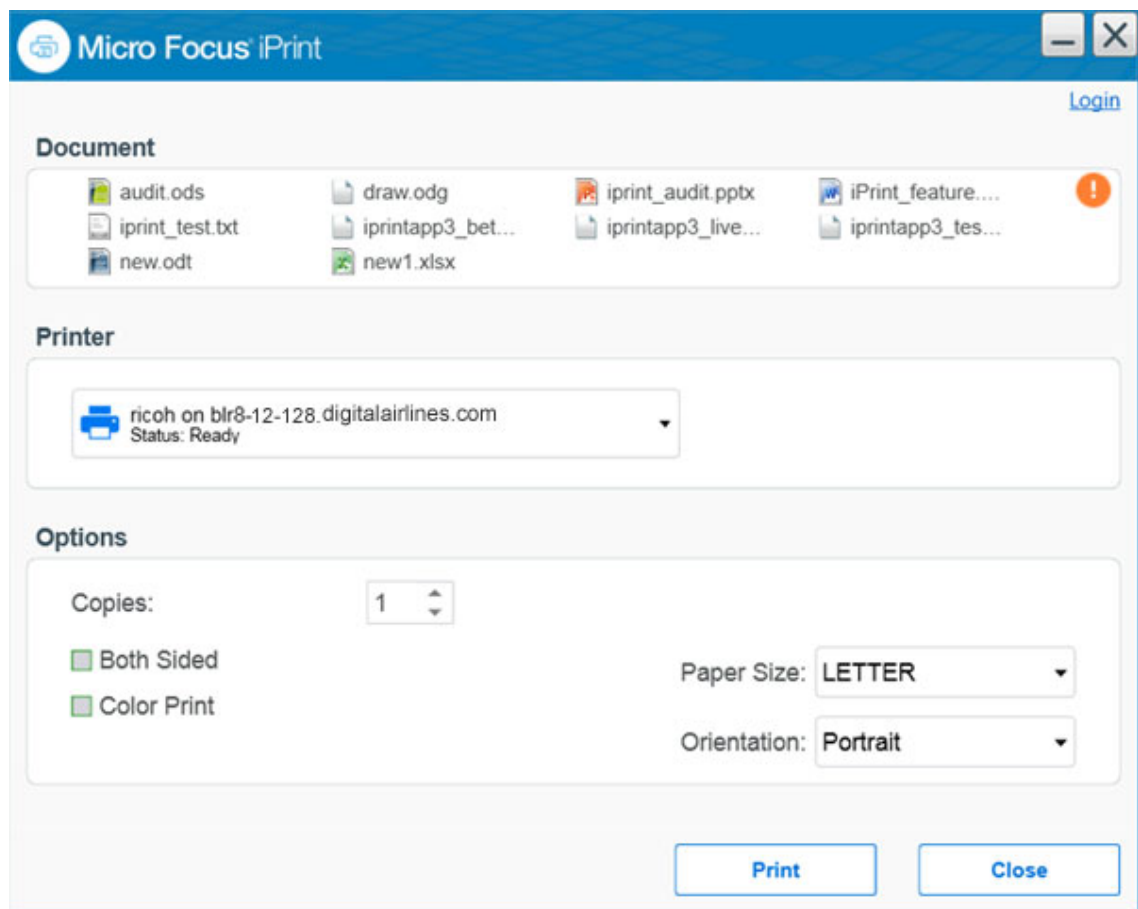 Micro Focus® iPrint
Login
Document
audit.ods draw.odg iprint_audit.pptx iPrint_feature....
iprint_test.txt iprintapp3_bet... iprintapp3_live... iprintapp3_tes...
new.odt new1.xlsx
Printer
ricoh on blr8-12-128.digitalairlines.com
Status: Ready
Options
Copies: 1
Both Sided
Paper Size: LETTER
Color Print
Orientation: Portrait
Print Close